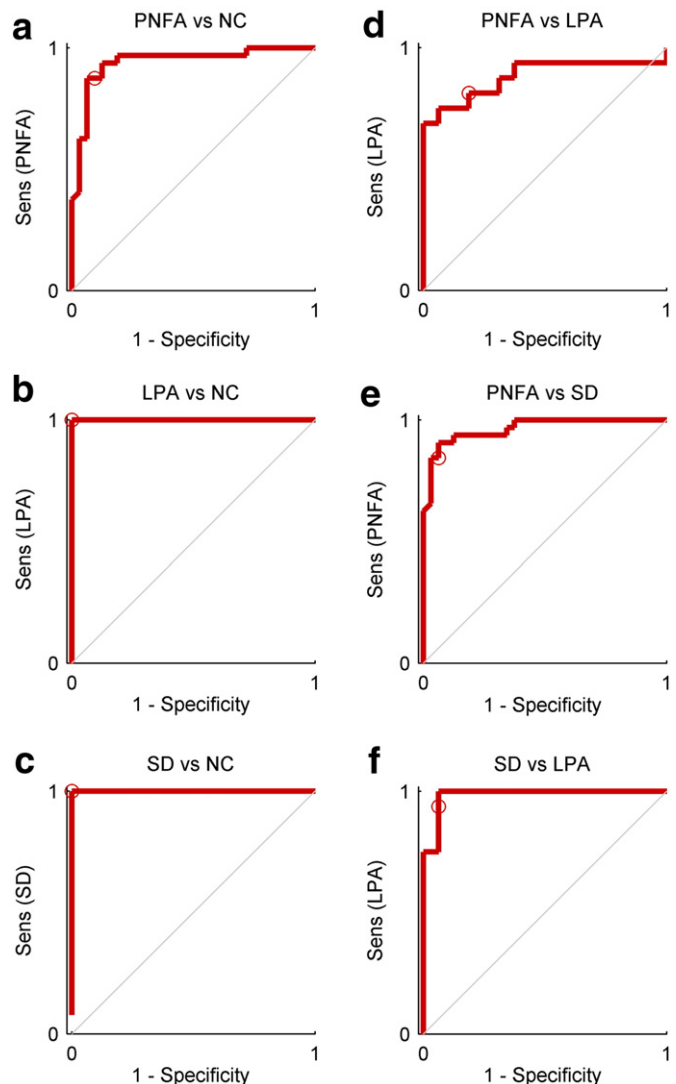 a
PNFA vs NC
1
Sens (PNFA)
0
0
1
1 - Specificity
b
LPA vs NC
1
Sens (LPA)
0
0
1
1 - Specificity
c
SD vs NC
1
Sens (SD)
0
0
1
1 - Specificity
d
PNFA vs LPA
1
Sens (LPA)
0
0
1
1 - Specificity
e
PNFA vs SD
1
Sens (PNFA)
0
0
1
1 - Specificity
f
SD vs LPA
1
Sens (LPA)
0
0
1
1 - Specificity